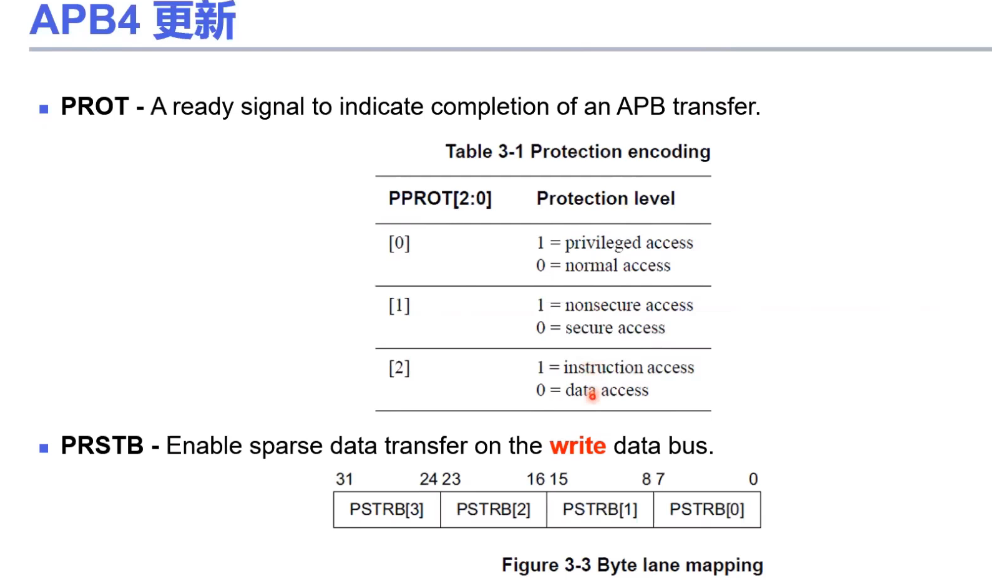 APB4 更新
▪ PROT - A ready signal to indicate completion of an APB transfer.
Table 3-1 Protection encoding
PPROT[2:0] Protection level
[0] 1 = privileged access
0 = normal access
[1] 1 = nonsecure access
0 = secure access
[2] 1 = instruction access
0 = data access
▪ PRSTB - Enable sparse data transfer on the write data bus.
31 24 23 16 15 8 7 0
PSTRB[3] PSTRB[2] PSTRB[1] PSTRB[0]
Figure 3-3 Byte lane mapping